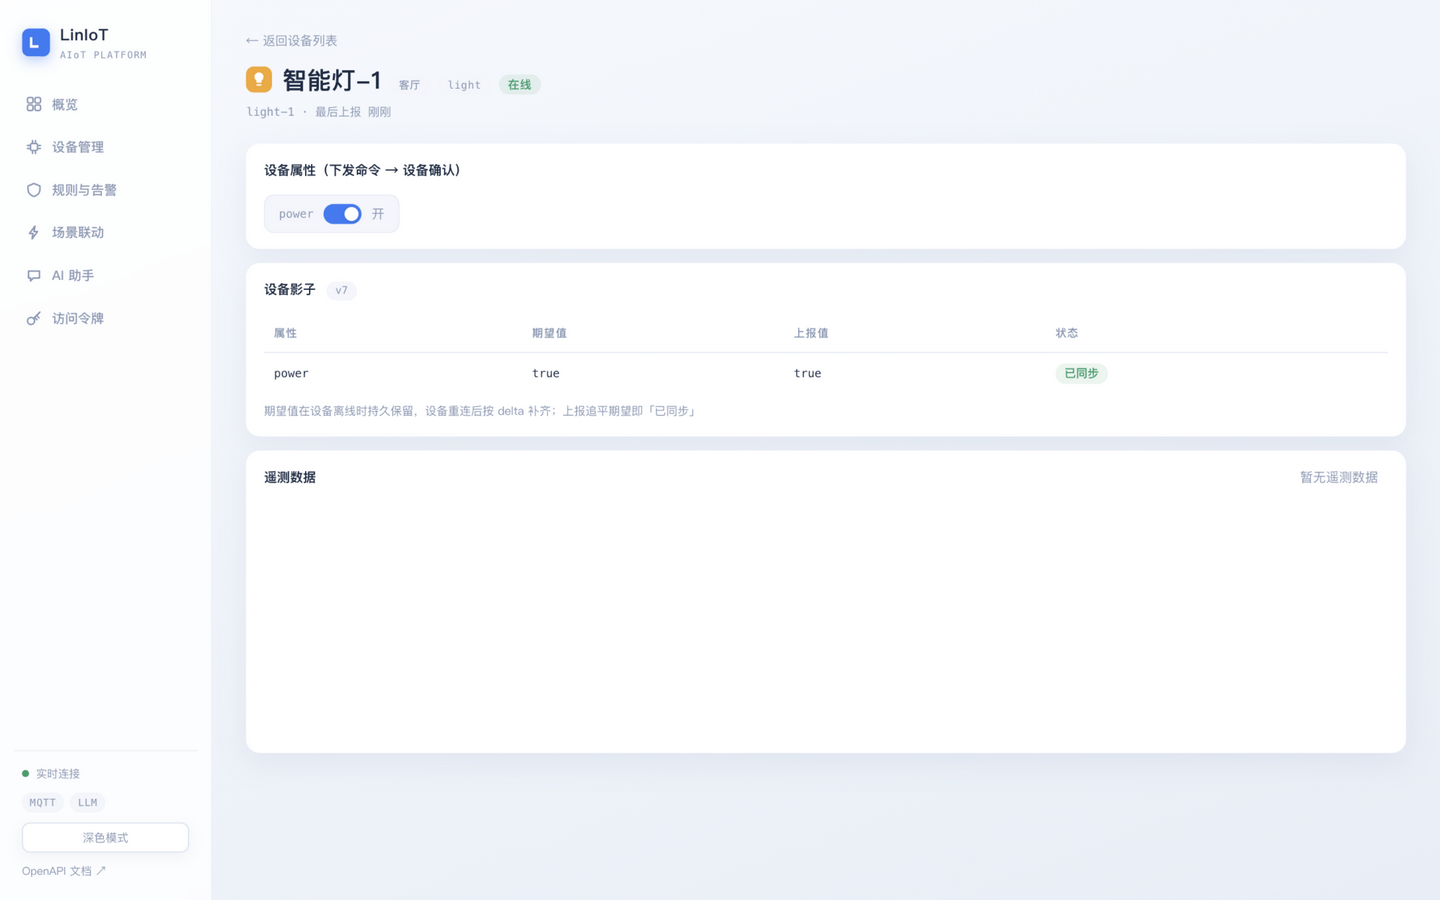 L
LinIoT
AIoT PLATFORM
概览
设备管理
规则与告警
场景联动
AI 助手
访问令牌
实时连接
MQTT LLM
深色模式
OpenAPI 文档 ↗
← 返回设备列表
智能灯-1 客厅 light 在线
light-1 · 最后上报 刚刚
设备属性（下发命令 → 设备确认）
power 开
设备影子 v7
属性 期望值 上报值 状态
power true true 已同步
期望值在设备离线时持久保留，设备重连后按 delta 补齐；上报追平期望即「已同步」
遥测数据 暂无遥测数据